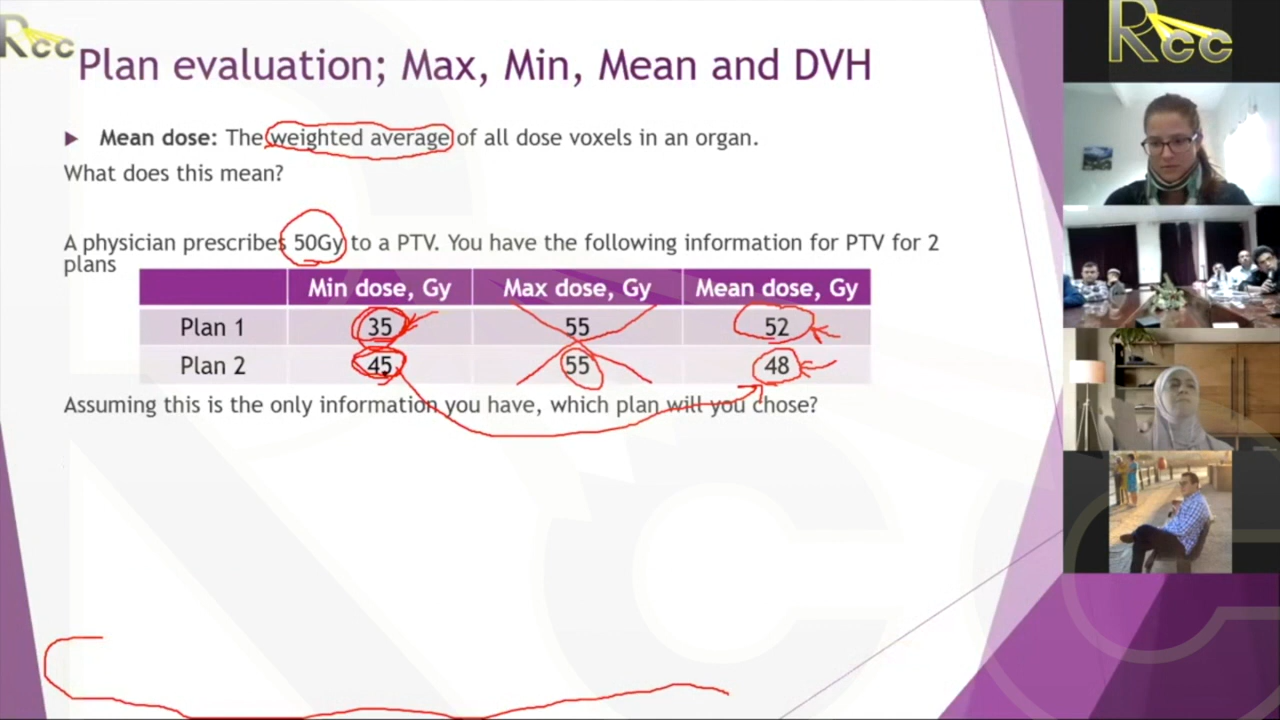 Rcc
Plan evaluation; Max, Min, Mean and DVH
Mean dose: The weighted average of all dose voxels in an organ.
What does this mean?
A physician prescribes 50Gy to a PTV. You have the following information for PTV for 2
plans
Min dose, Gy Max dose, Gy Mean dose, Gy
Plan 1 35 55 52
Plan 2 45 55 48
Assuming this is the only information you have, which plan will you chose?
Rcc